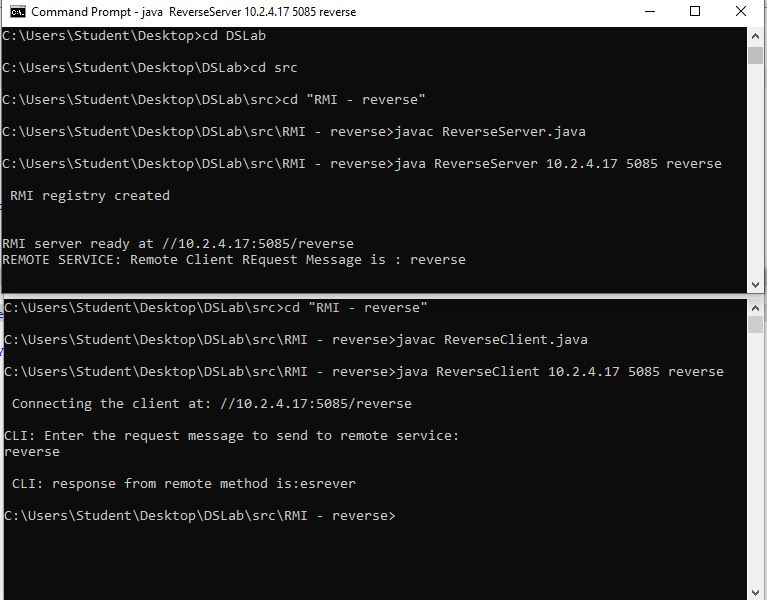 Command Prompt - java  ReverseServer 10.2.4.17 5085 reverse
C:\Users\Student\Desktop>cd DSLab
C:\Users\Student\Desktop\DSLab>cd src
C:\Users\Student\Desktop\DSLab\src>cd "RMI - reverse"
C:\Users\Student\Desktop\DSLab\src\RMI - reverse>javac ReverseServer.java
C:\Users\Student\Desktop\DSLab\src\RMI - reverse>java ReverseServer 10.2.4.17 5085 reverse
RMI registry created
RMI server ready at //10.2.4.17:5085/reverse
REMOTE SERVICE: Remote Client REquest Message is : reverse
C:\Users\Student\Desktop\DSLab\src>cd "RMI - reverse"
C:\Users\Student\Desktop\DSLab\src\RMI - reverse>javac ReverseClient.java
C:\Users\Student\Desktop\DSLab\src\RMI - reverse>java ReverseClient 10.2.4.17 5085 reverse
Connecting the client at: //10.2.4.17:5085/reverse
CLI: Enter the request message to send to remote service:
reverse
CLI: response from remote method is:esrever
C:\Users\Student\Desktop\DSLab\src\RMI - reverse>